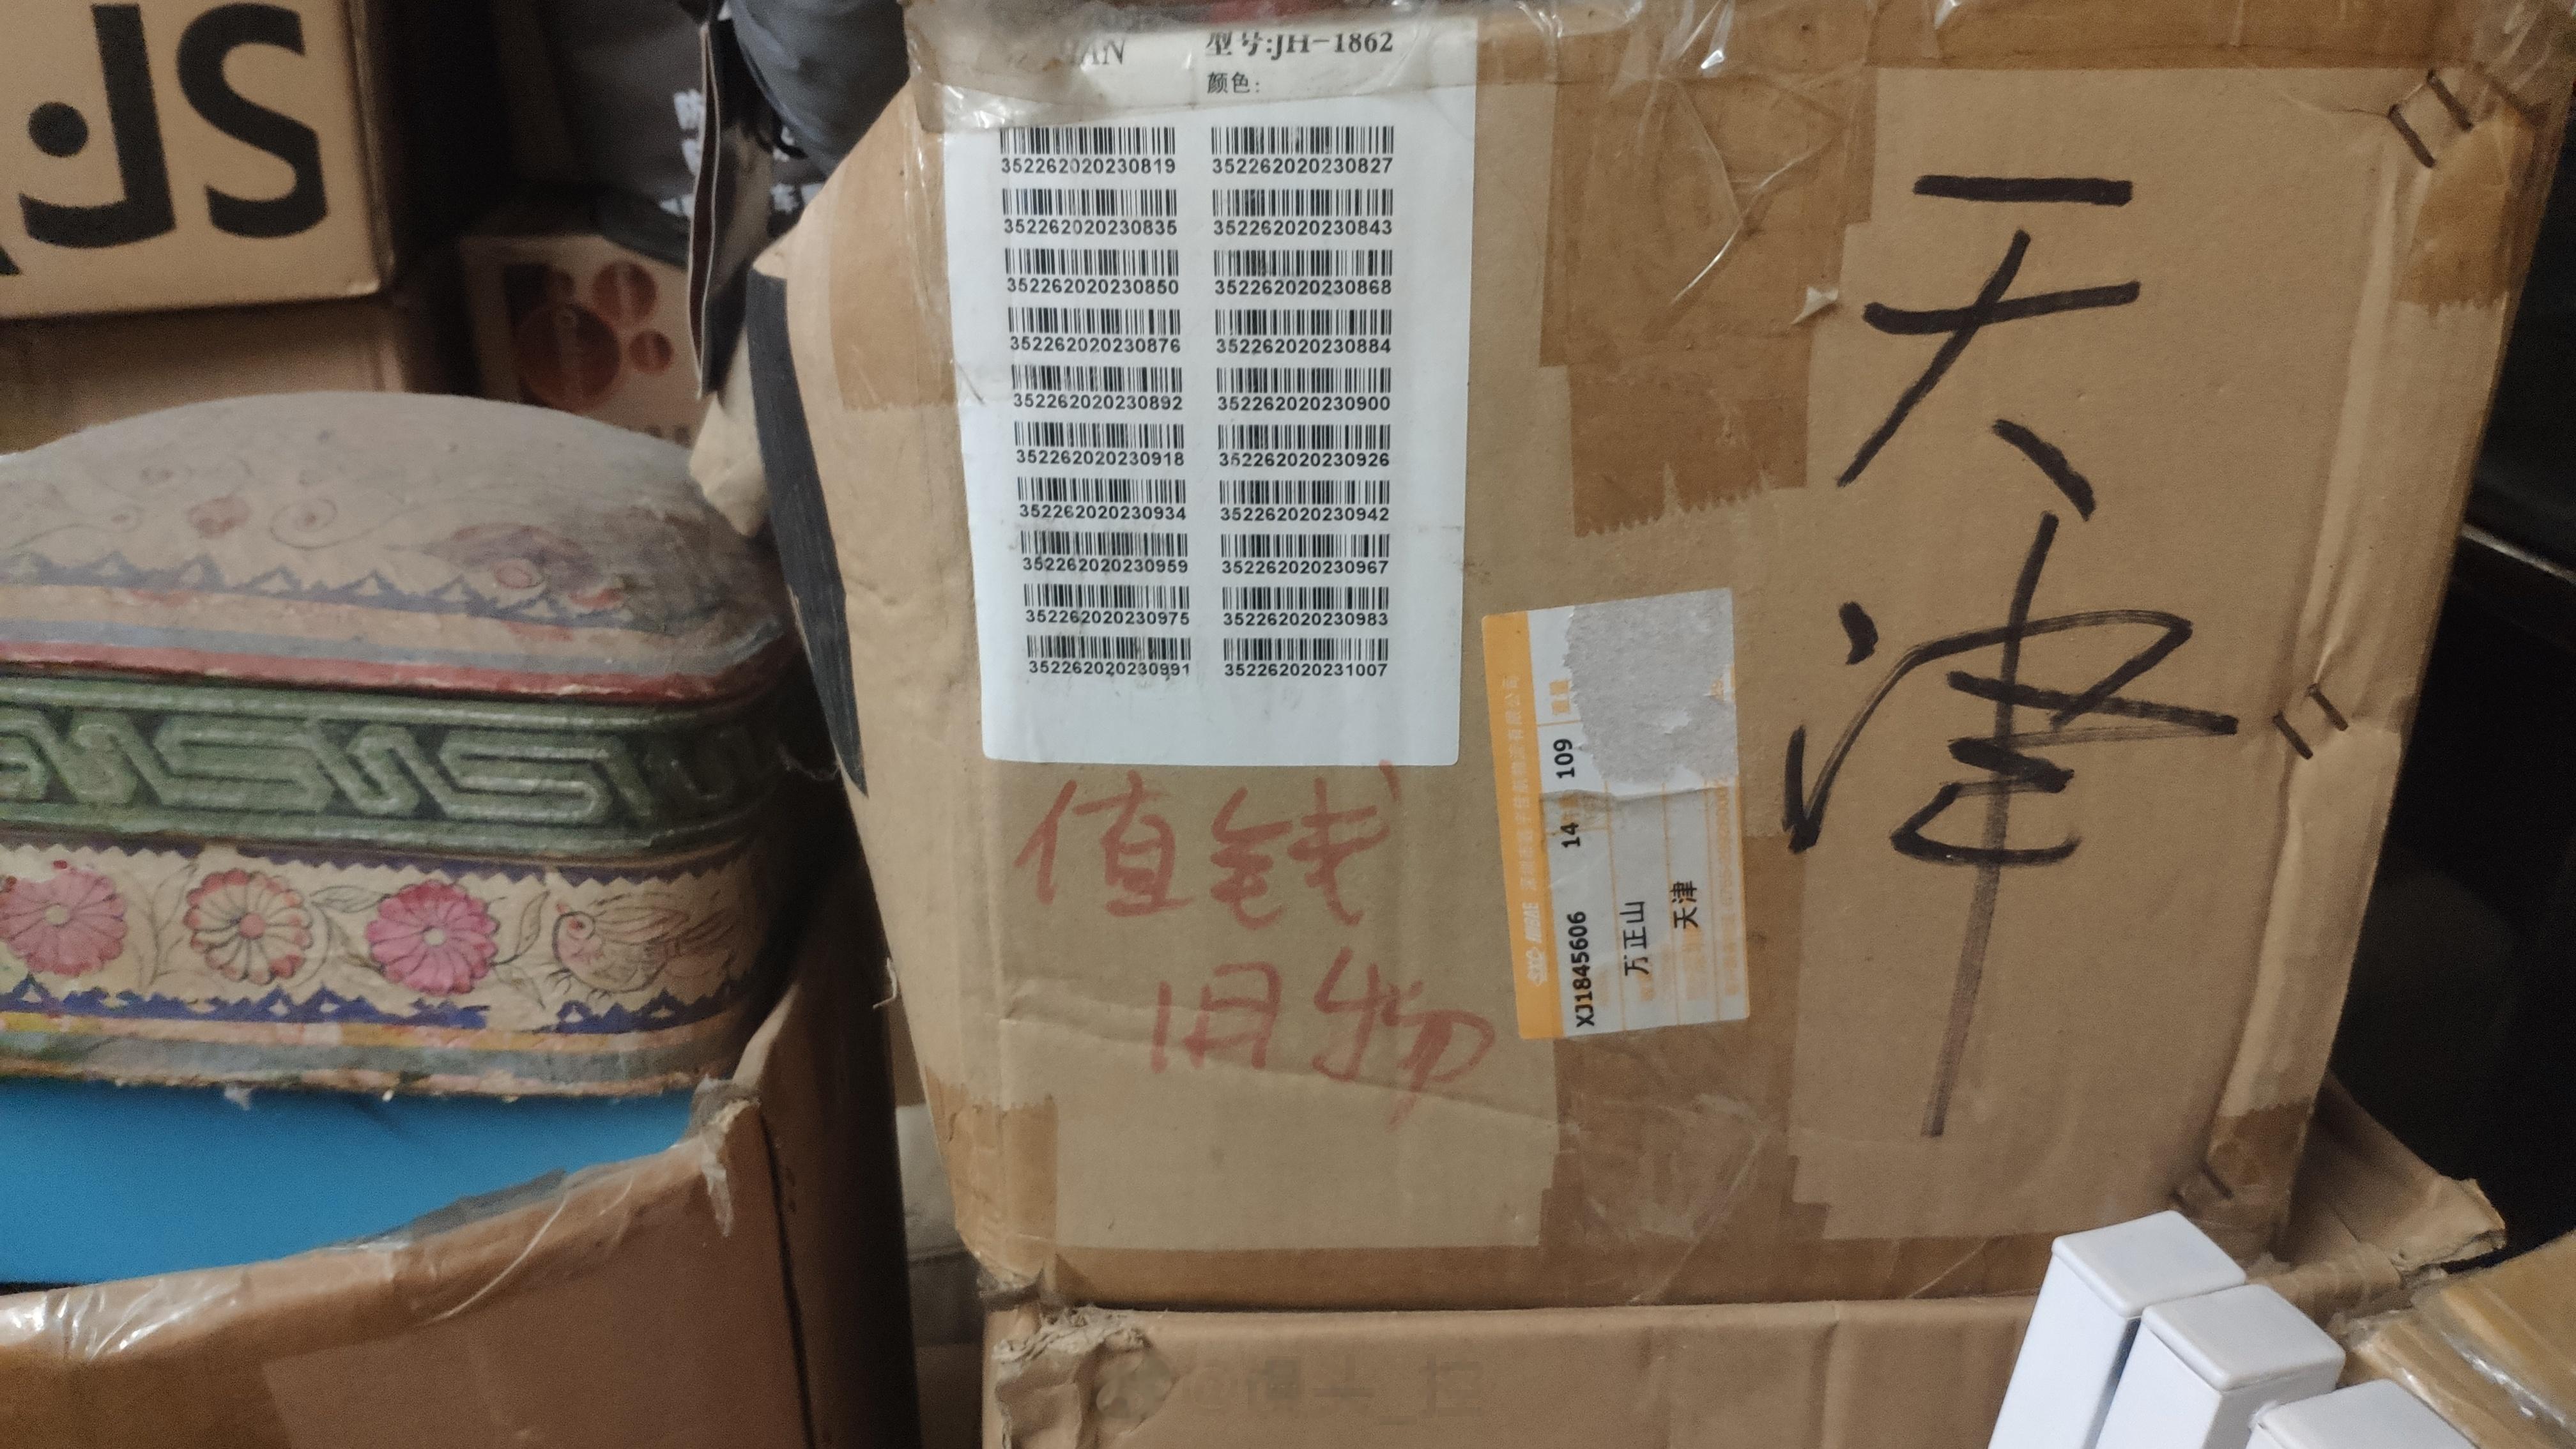 SF
型号:JH-1862
颜色:
352262020230819 352262020230827
352262020230835 352262020230843
352262020230850 352262020230868
352262020230876 352262020230884
352262020230892 352262020230900
352262020230918 352262020230926
352262020230934 352262020230942
352262020230959 352262020230967
352262020230975 352262020230983
352262020230991 352262020231007
值钱
旧物
XJ1845606 14 109
万正山
天津
天津